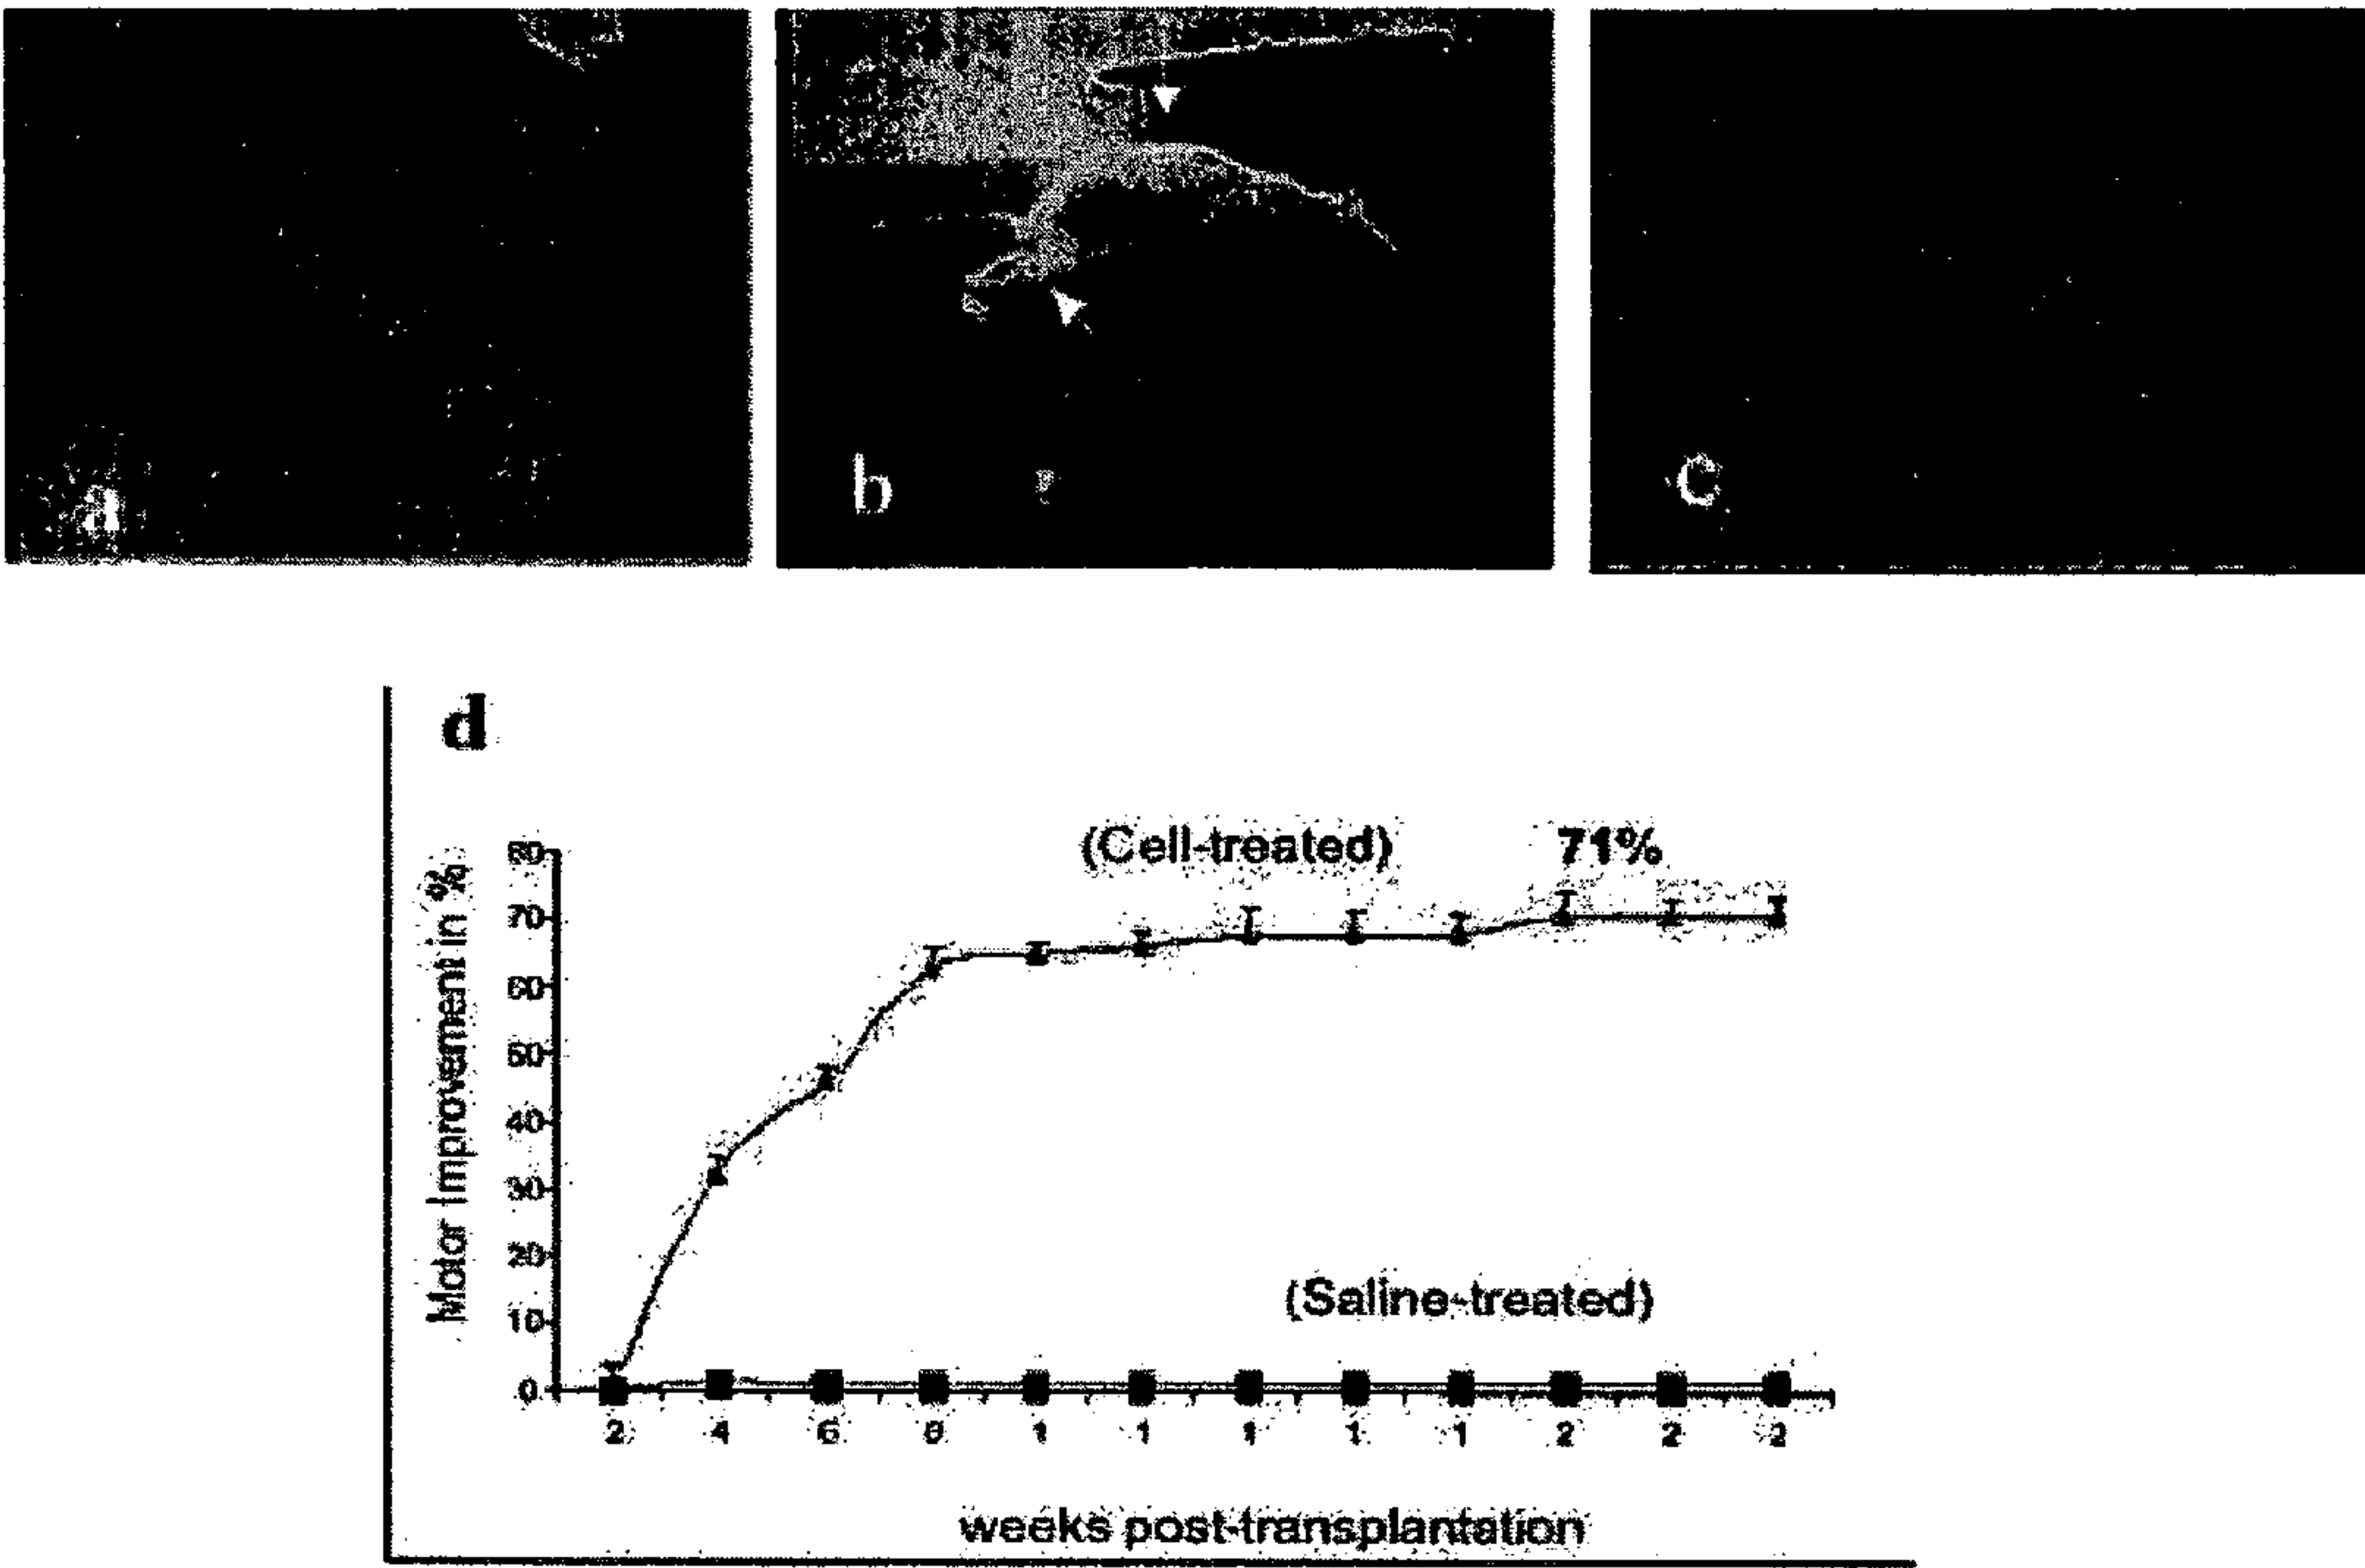 a
b
c
d
(Cell-treated) 71%
Motor Improvement in %
80
70
60
50
40
30
20
10
0
(Saline-treated)
2 4 6 8 1 1 1 1 1 2 2 2
weeks post-transplantation